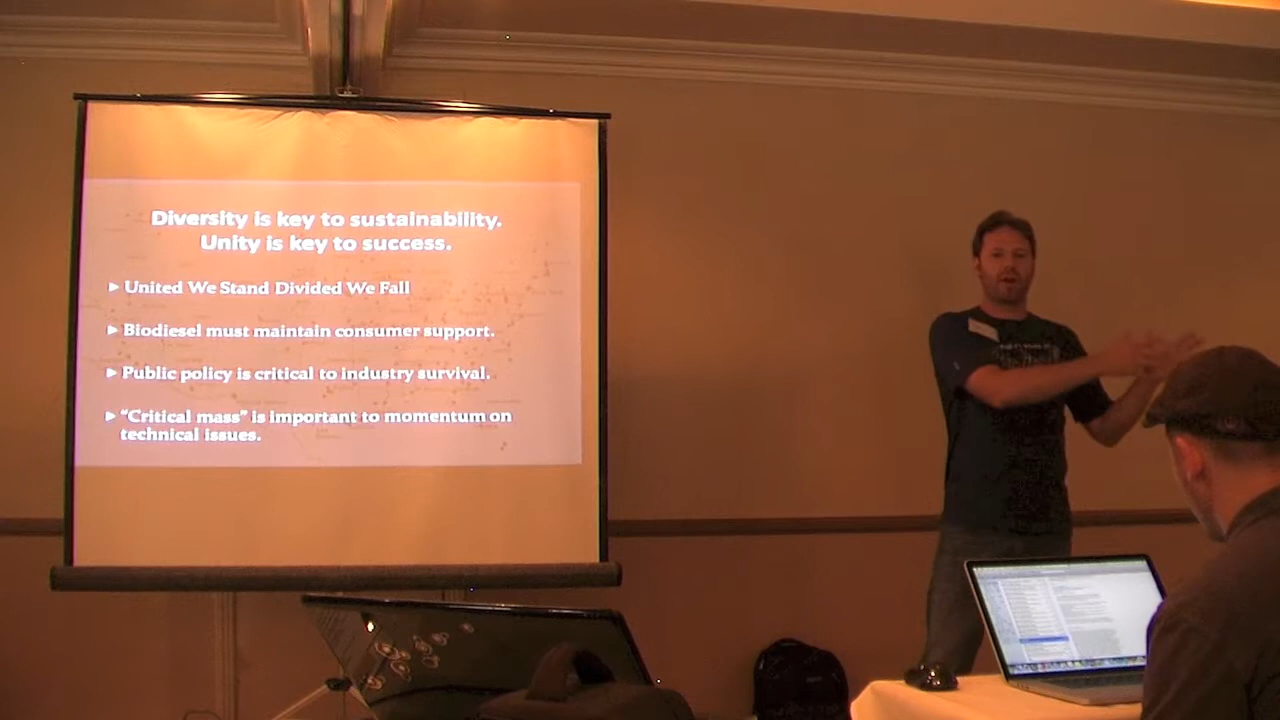 Diversity is key to sustainability.
Unity is key to success.
▸ United We Stand Divided We Fall
▸ Biodiesel must maintain consumer support.
▸ Public policy is critical to industry survival.
▸ “Critical mass” is important to momentum on
technical issues.